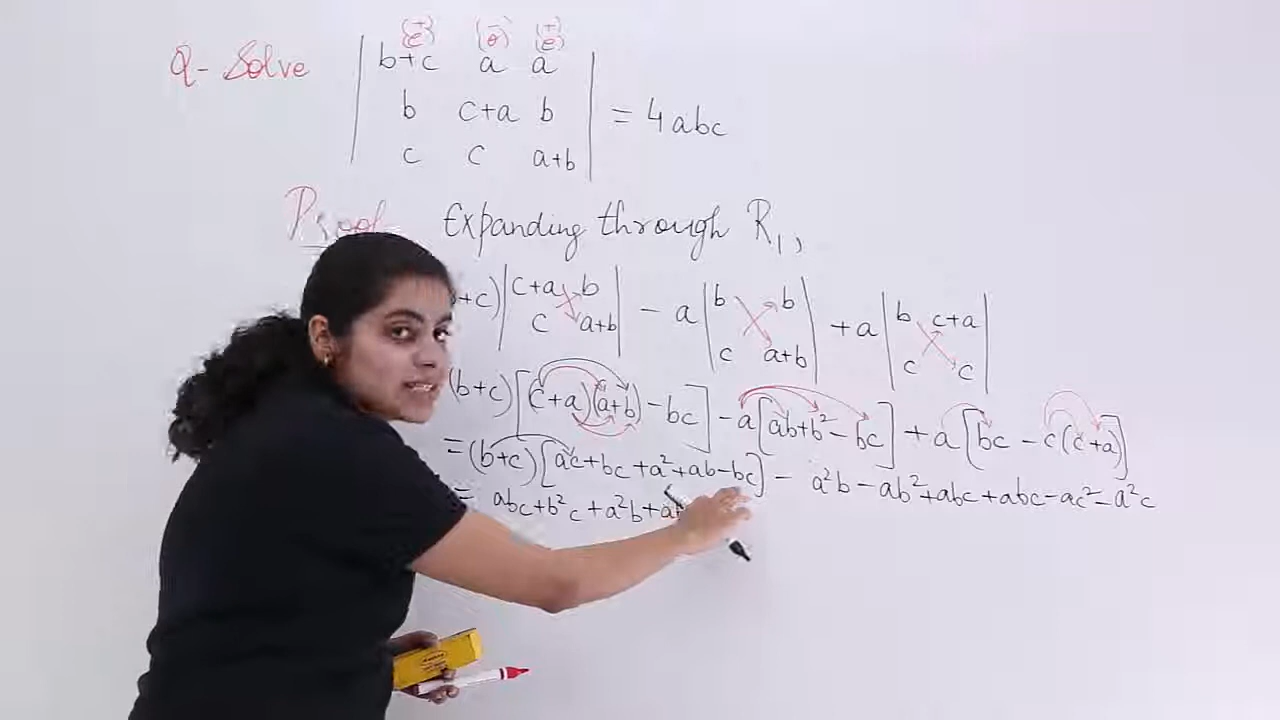 (+) (-) (+)
Q- Solve | b+c a a |
(e) (o) (e)
| b c+a b | = 4abc
| c c a+b |
Proof Expanding through R₁,
+c) | c+a b | - a | b b | + a | b c+a |
| c a+b | | c a+b | | c c |
(b+c) [(c+a)(a+b) - bc] - a[ab+b² - bc] + a[bc - c(c+a)]
= (b+c) [ac+bc+a²+ab-bc] - a²b - ab² + abc + abc - ac² - a²c
= abc+b²c+a²b+a